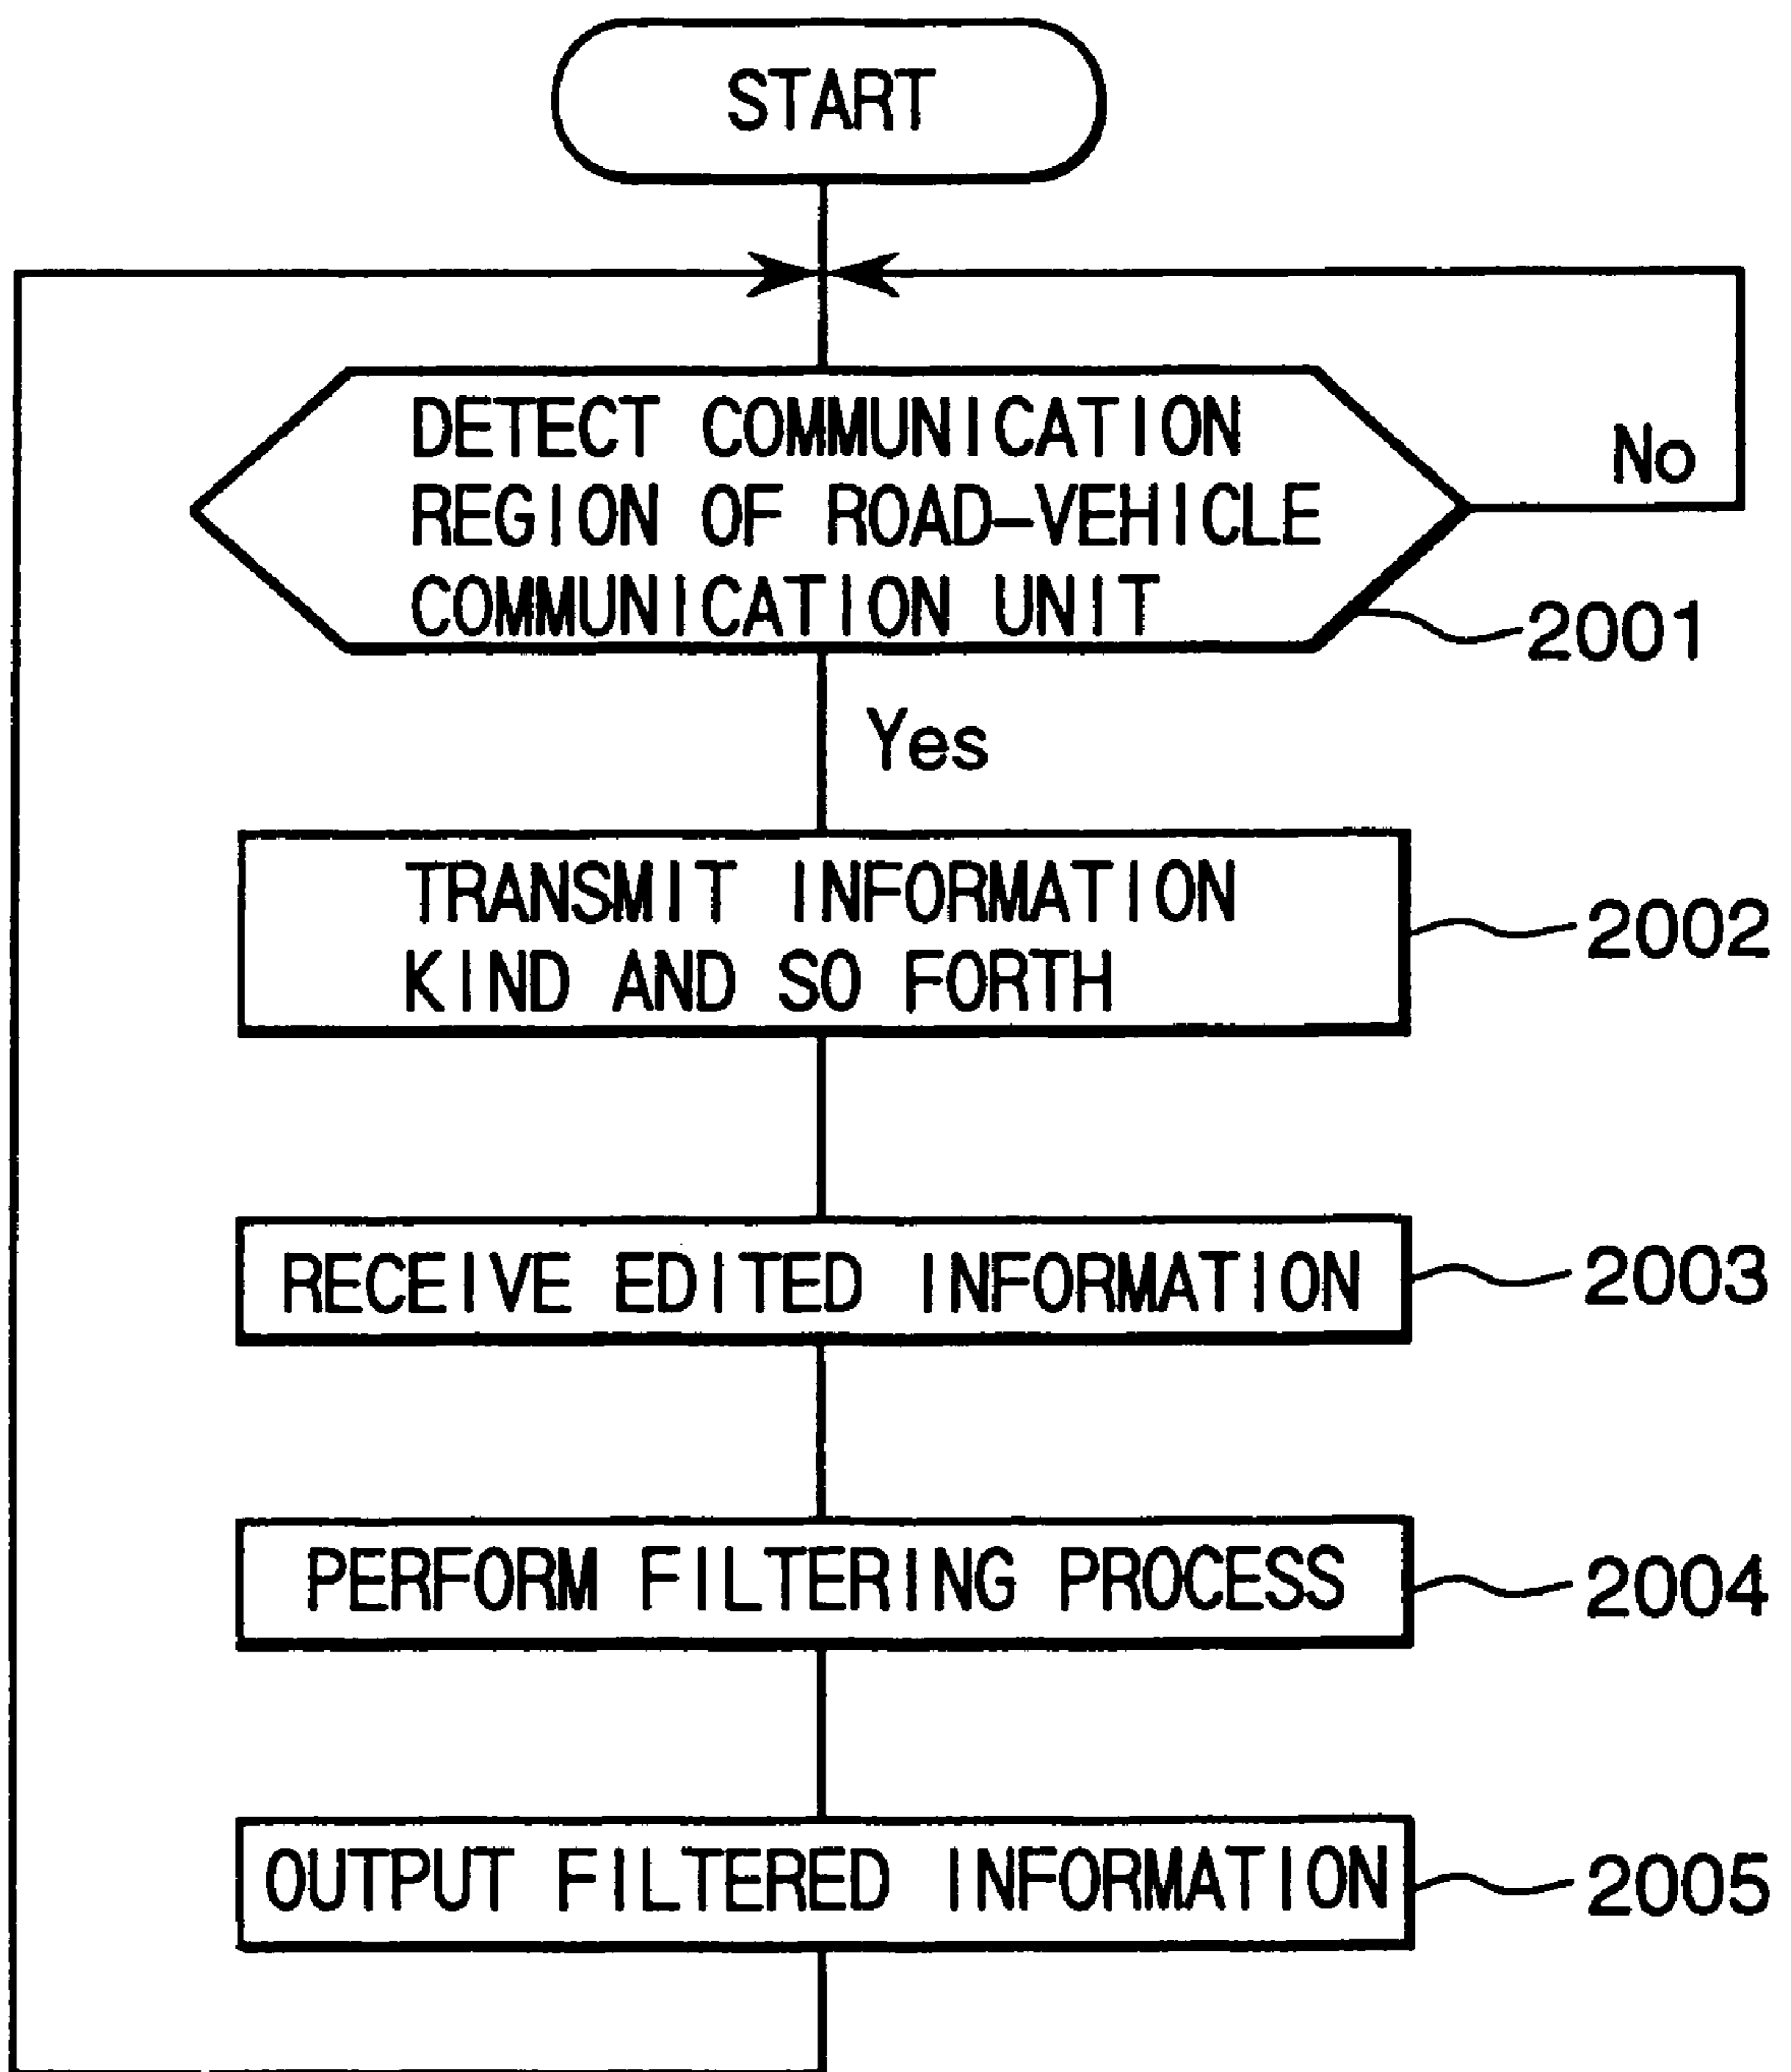 START
DETECT COMMUNICATION
REGION OF ROAD-VEHICLE
COMMUNICATION UNIT
No
2001
Yes
TRANSMIT INFORMATION
KIND AND SO FORTH
2002
RECEIVE EDITED INFORMATION
2003
PERFORM FILTERING PROCESS
2004
OUTPUT FILTERED INFORMATION
2005